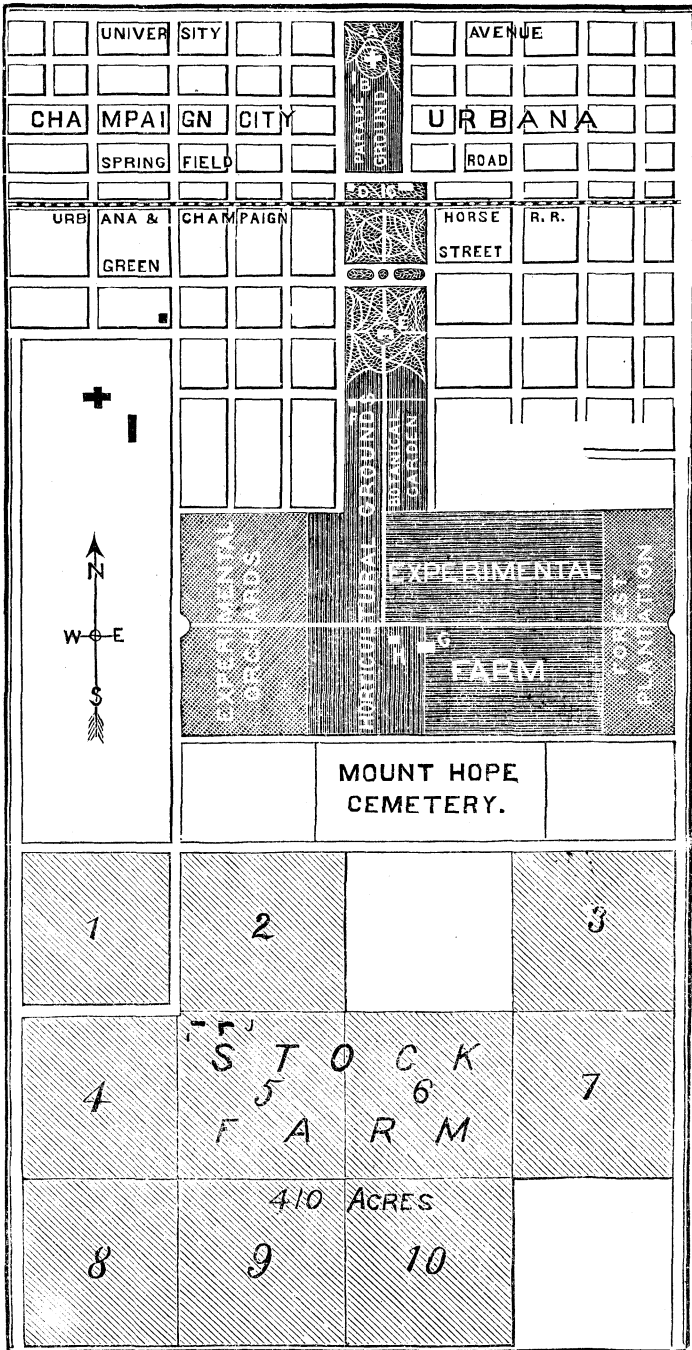 UNIVERSITY AVENUE
A
B
PARADE GROUND
CHAMPAIGN CITY URBANA
SPRINGFIELD ROAD
D C
URBANA & CHAMPAIGN HORSE R. R.
GREEN STREET
E
F
HORTICULTURAL GROUNDS
BOTANICAL GARDEN
EXPERIMENTAL ORCHARDS
EXPERIMENTAL FARM
FOREST PLANTATION
H G
N
W E
S
MOUNT HOPE
CEMETERY.
1 2 3
STOCK
4 5 6 7
FARM
410 ACRES
8 9 10